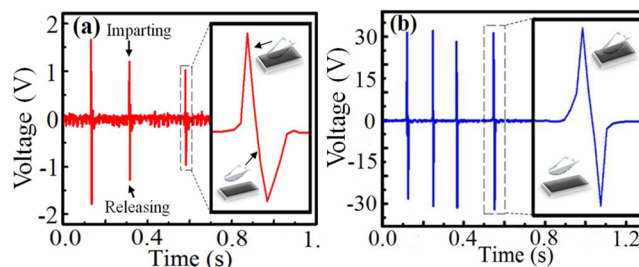 (a)
Imparting
Releasing
Voltage (V)
2
1
0
-1
-2
0.0 0.4 0.8 1.
Time (s)
(b)
Voltage (V)
30
15
0
-15
-30
0.0 0.4 0.8 1.2
Time (s)